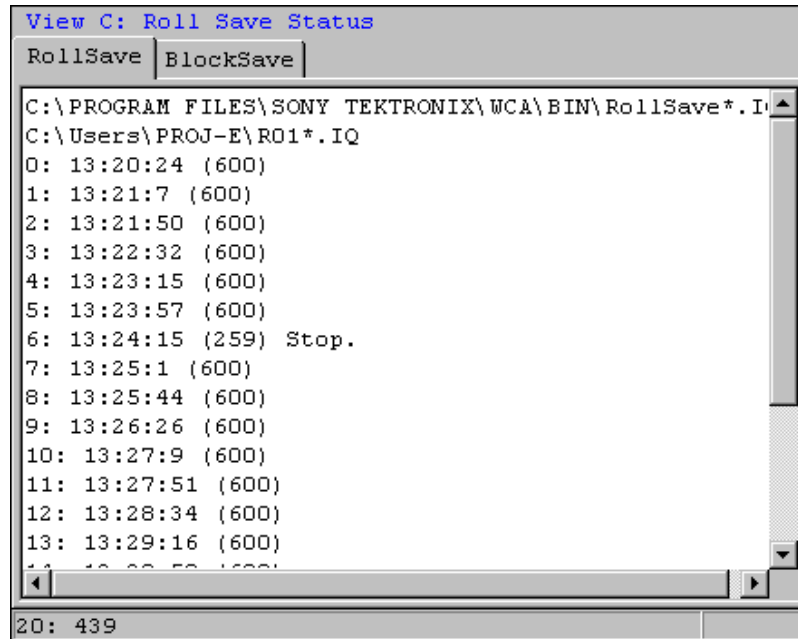 View C: Roll Save Status
RollSave BlockSave
C:\PROGRAM FILES\SONY TEKTRONIX\WCA\BIN\RollSave*.I
C:\Users\PROJ-E\R01*.IQ
0: 13:20:24 (600)
1: 13:21:7 (600)
2: 13:21:50 (600)
3: 13:22:32 (600)
4: 13:23:15 (600)
5: 13:23:57 (600)
6: 13:24:15 (259) Stop.
7: 13:25:1 (600)
8: 13:25:44 (600)
9: 13:26:26 (600)
10: 13:27:9 (600)
11: 13:27:51 (600)
12: 13:28:34 (600)
13: 13:29:16 (600)
20: 439